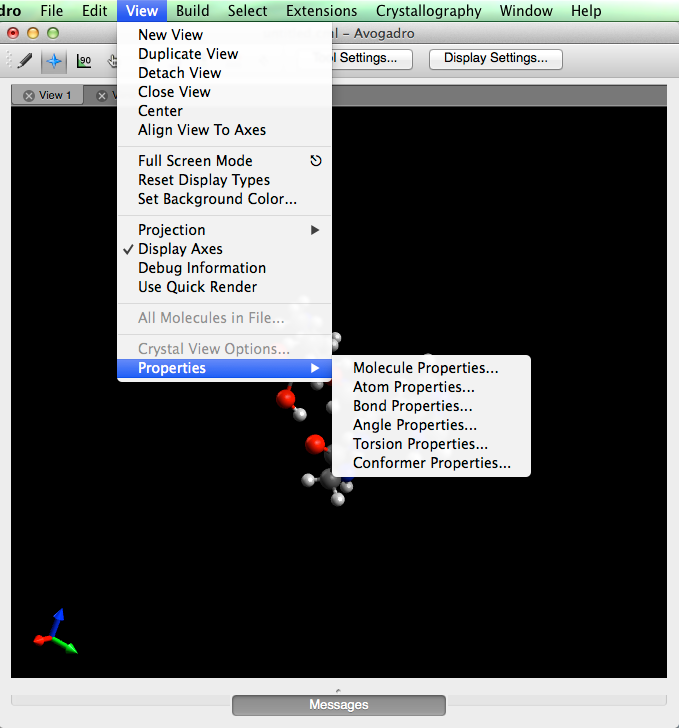 dro File Edit View Build Select Extensions Crystallography Window Help
– Avogadro
90
Settings... Display Settings...
View 1
New View
Duplicate View
Detach View
Close View
Center
Align View To Axes
Full Screen Mode
Reset Display Types
Set Background Color...
Projection
Display Axes
Debug Information
Use Quick Render
All Molecules in File...
Crystal View Options...
Properties
Molecule Properties...
Atom Properties...
Bond Properties...
Angle Properties...
Torsion Properties...
Conformer Properties...
Messages